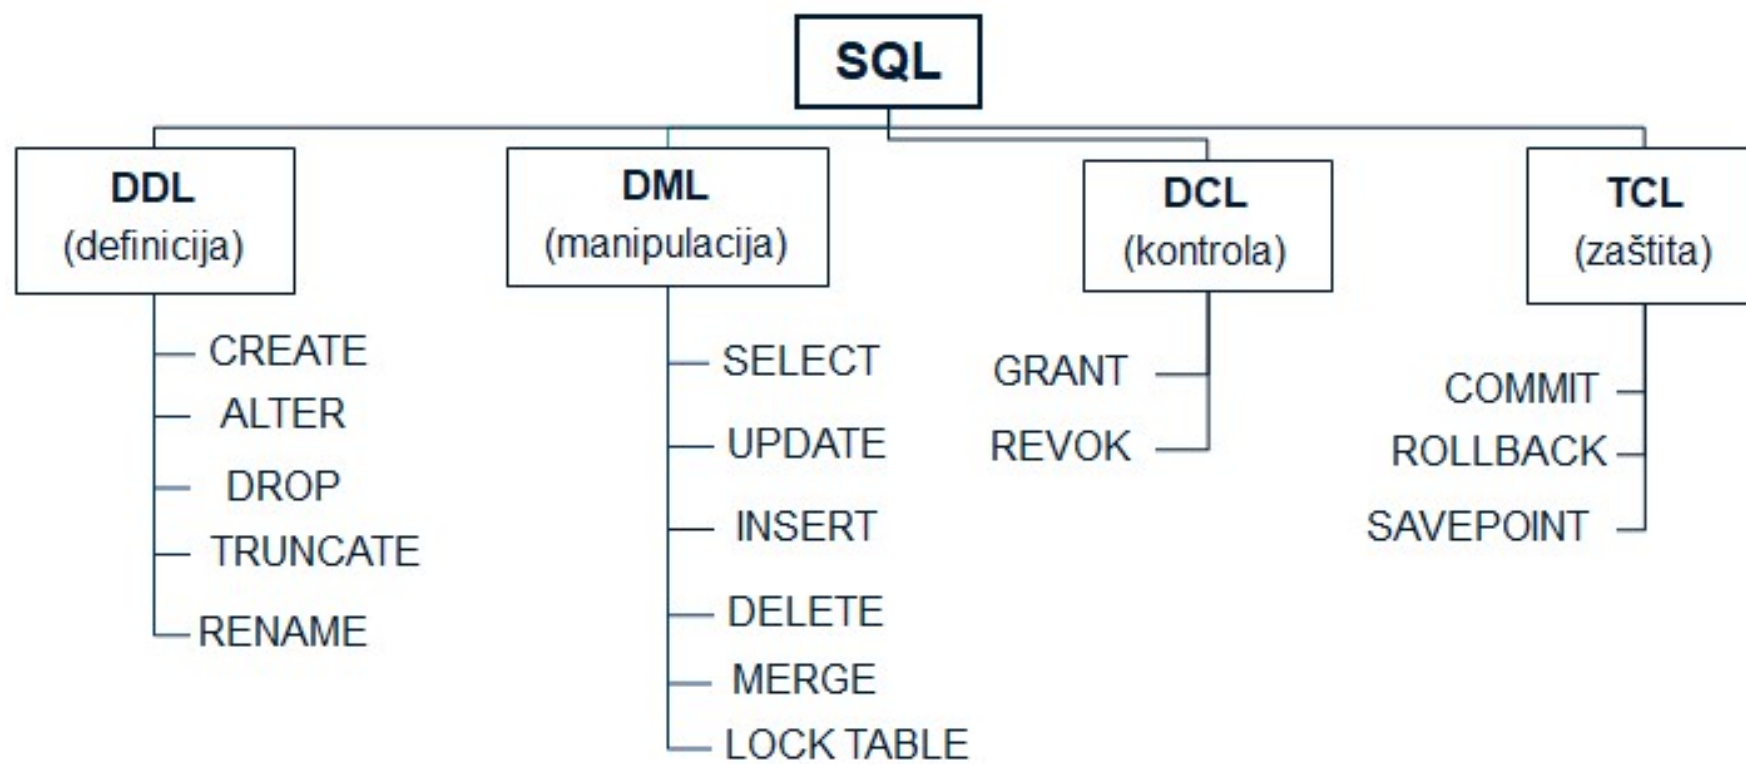 SQL
DDL
(definicija)
CREATE
ALTER
DROP
TRUNCATE
RENAME
DML
(manipulacija)
SELECT
UPDATE
INSERT
DELETE
MERGE
LOCK TABLE
DCL
(kontrola)
GRANT
REVOK
TCL
(zaštita)
COMMIT
ROLLBACK
SAVEPOINT